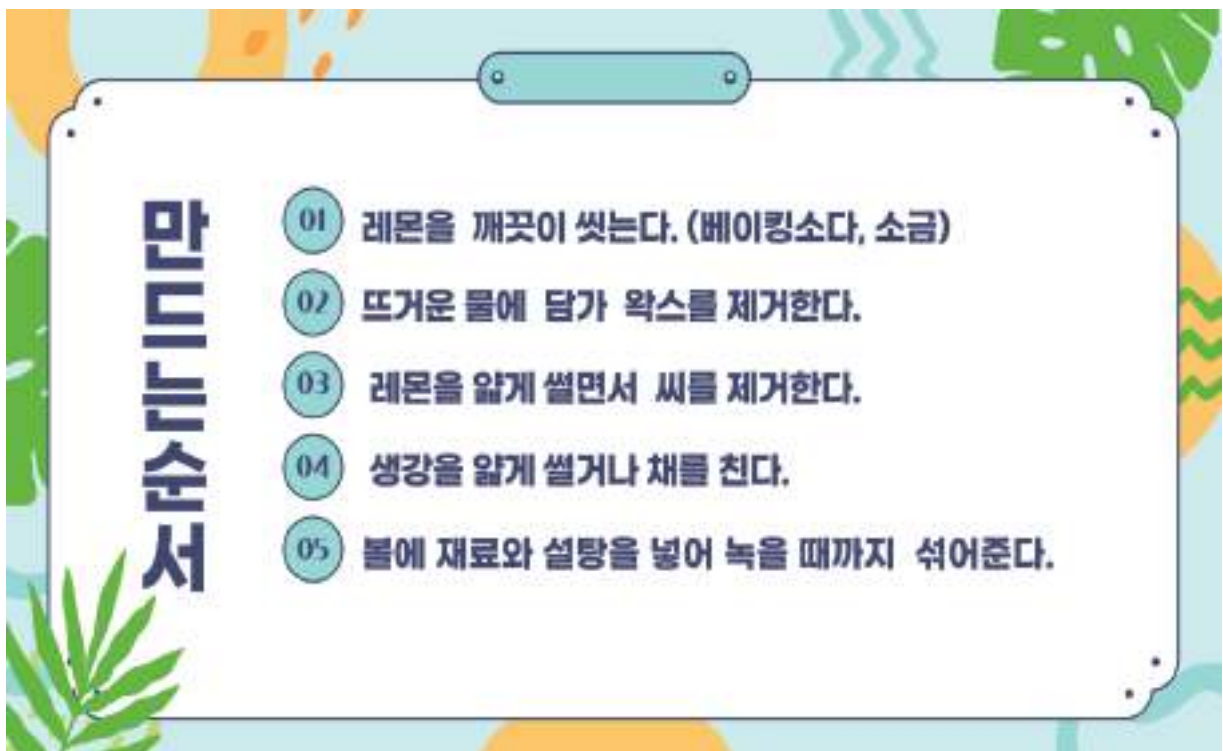 만드는순서
01 레몬을 깨끗이 씻는다. (베이킹소다, 소금)
02 뜨거운 물에 담가 왁스를 제거한다.
03 레몬을 얇게 썰면서 씨를 제거한다.
04 생강을 얇게 썰거나 채를 친다.
05 볼에 재료와 설탕을 넣어 녹을 때까지 섞어준다.